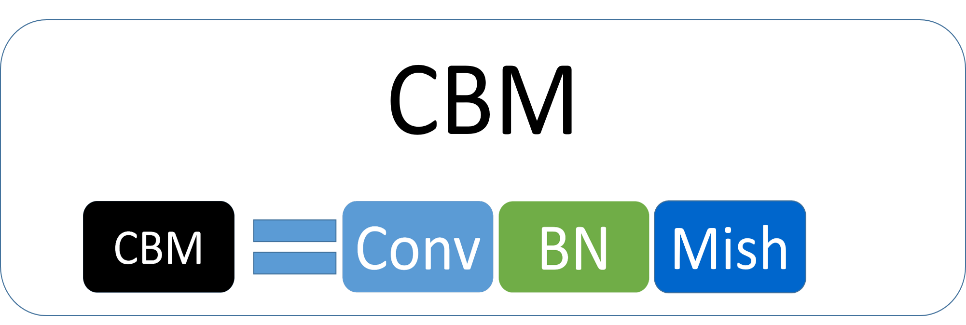 CBM
CBM = Conv BN Mish